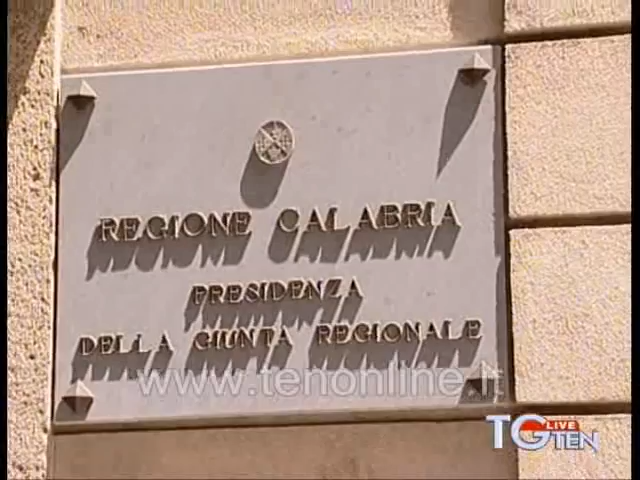 REGIONE CALABRIA
PRESIDENZA
DELLA GIUNTA REGIONALE
www.tenonline.it
TG LIVE TEN